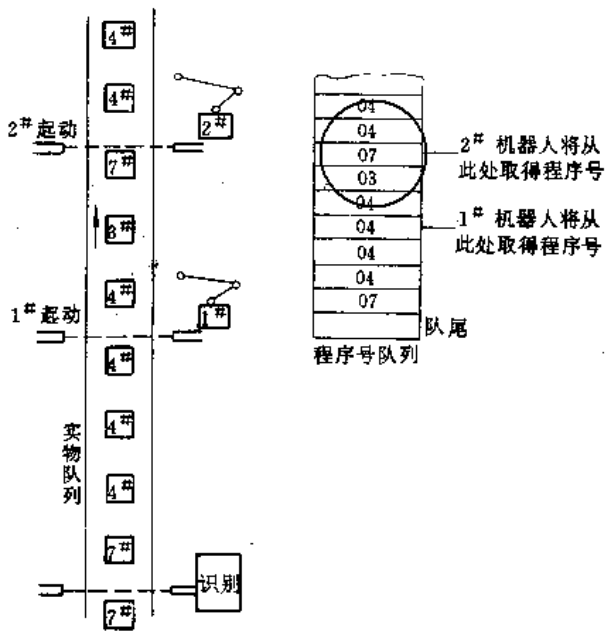 4#
4#
2#
2#起动
7#
8#
4#
1#
1#起动
4#
4#
4#
7#
7#
实物队列
识别
04
04
07
03
04
04
04
04
07
2# 机器人将从
此处取得程序号
1# 机器人将从
此处取得程序号
队尾
程序号队列